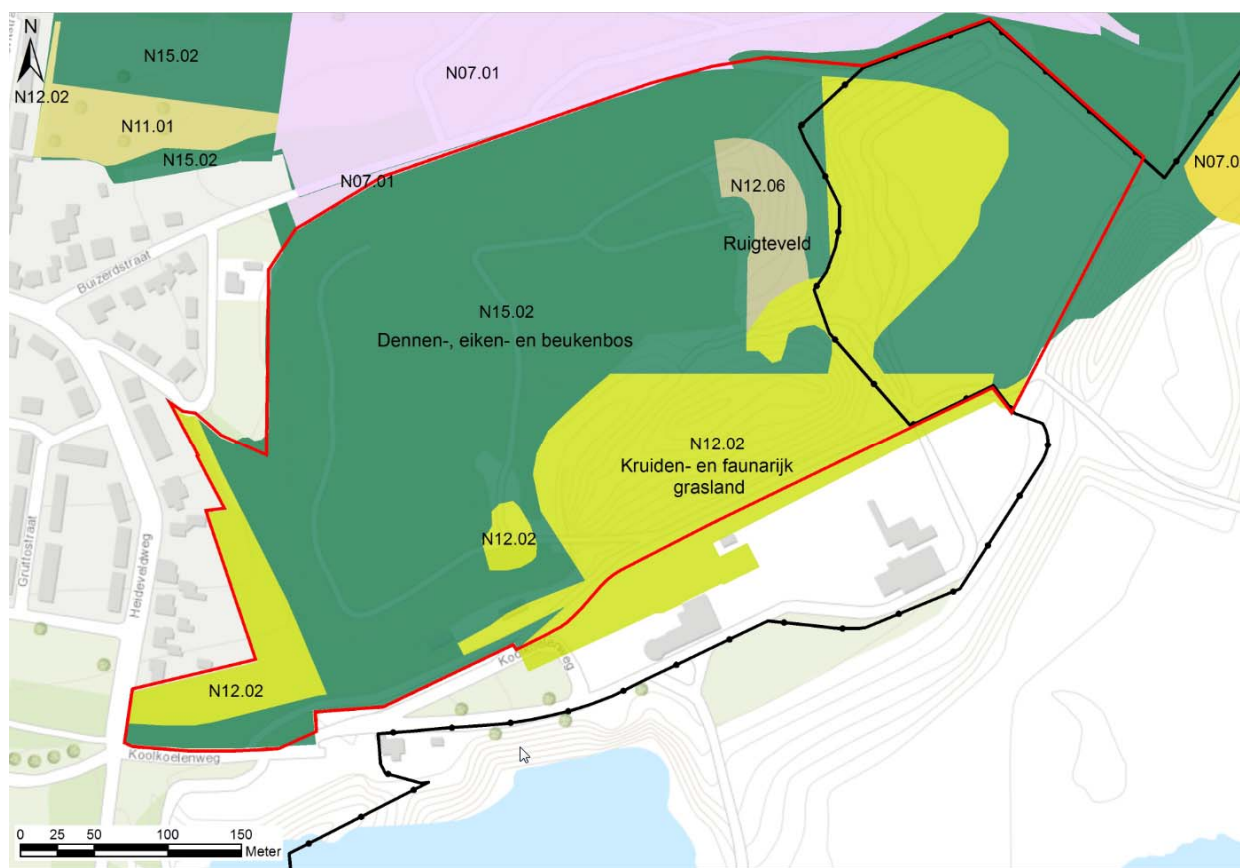 N
N15.02
N07.01
N12.02
N11.01
N15.02
N07.01
N12.06
N07.0
Ruigteveld
Buizerdstraat
N15.02
Dennen-, eiken- en beukenbos
N12.02
Kruiden- en faunarijk
grasland
N12.02
Gruttostraat
Heideveldweg
N12.02
Koolkoelenweg
0 25 50 100 150
Meter